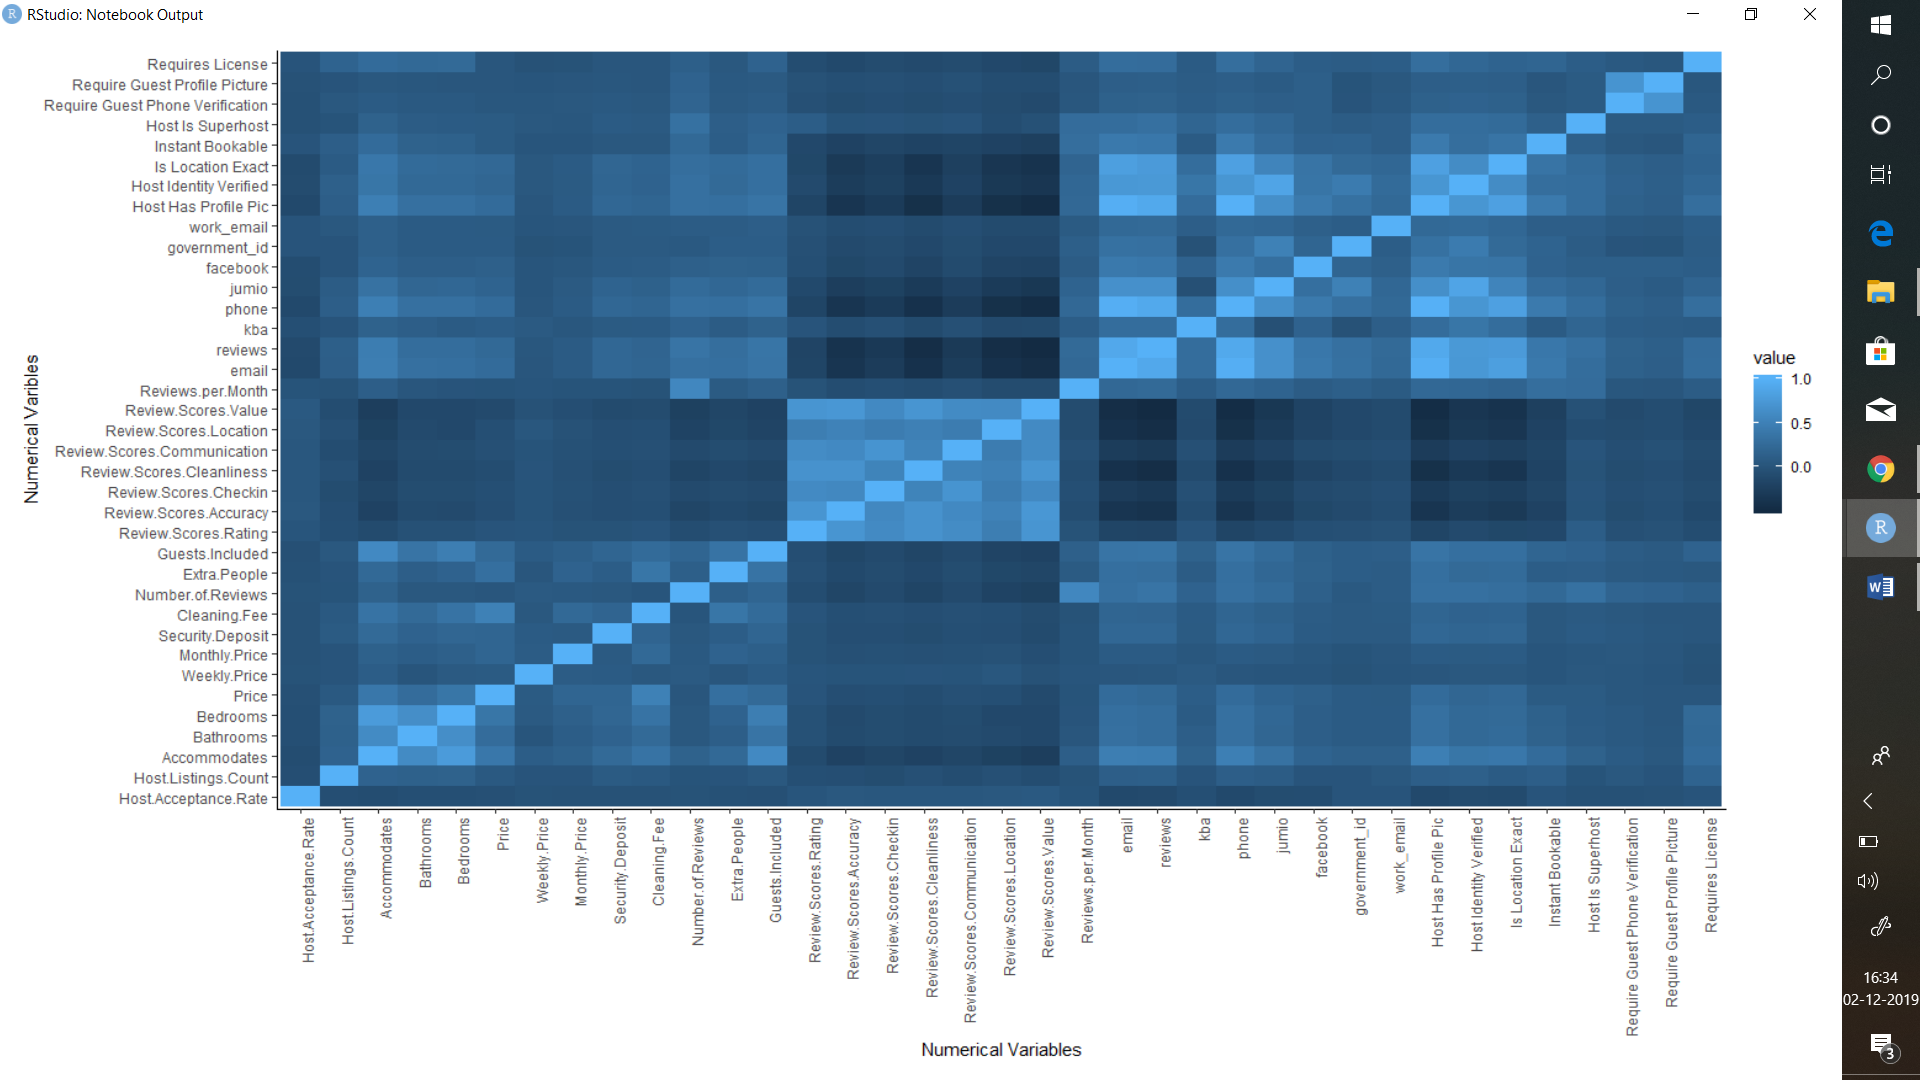 RStudio: Notebook Output
Requires License
Require Guest Profile Picture
Require Guest Phone Verification
Host Is Superhost
Instant Bookable
Is Location Exact
Host Identity Verified
Host Has Profile Pic
work_email
government_id
facebook
jumio
phone
kba
reviews
email
Reviews.per.Month
Review.Scores.Value
Review.Scores.Location
Review.Scores.Communication
Review.Scores.Cleanliness
Review.Scores.Checkin
Review.Scores.Accuracy
Review.Scores.Rating
Guests.Included
Extra.People
Number.of.Reviews
Cleaning.Fee
Security.Deposit
Monthly.Price
Weekly.Price
Price
Bedrooms
Bathrooms
Accommodates
Host.Listings.Count
Host.Acceptance.Rate
Numerical Varibles
Host.Acceptance.Rate
Host.Listings.Count
Accommodates
Bathrooms
Bedrooms
Price
Weekly.Price
Monthly.Price
Security.Deposit
Cleaning.Fee
Number.of.Reviews
Extra.People
Guests.Included
Review.Scores.Rating
Review.Scores.Accuracy
Review.Scores.Checkin
Review.Scores.Cleanliness
Review.Scores.Communication
Review.Scores.Location
Review.Scores.Value
Reviews.per.Month
email
reviews
kba
phone
jumio
facebook
government_id
work_email
Host Has Profile Pic
Host Identity Verified
Is Location Exact
Instant Bookable
Host Is Superhost
Require Guest Phone Verification
Require Guest Profile Picture
Requires License
Numerical Variables
value
1.0
0.5
0.0
16:34
02-12-2019
3